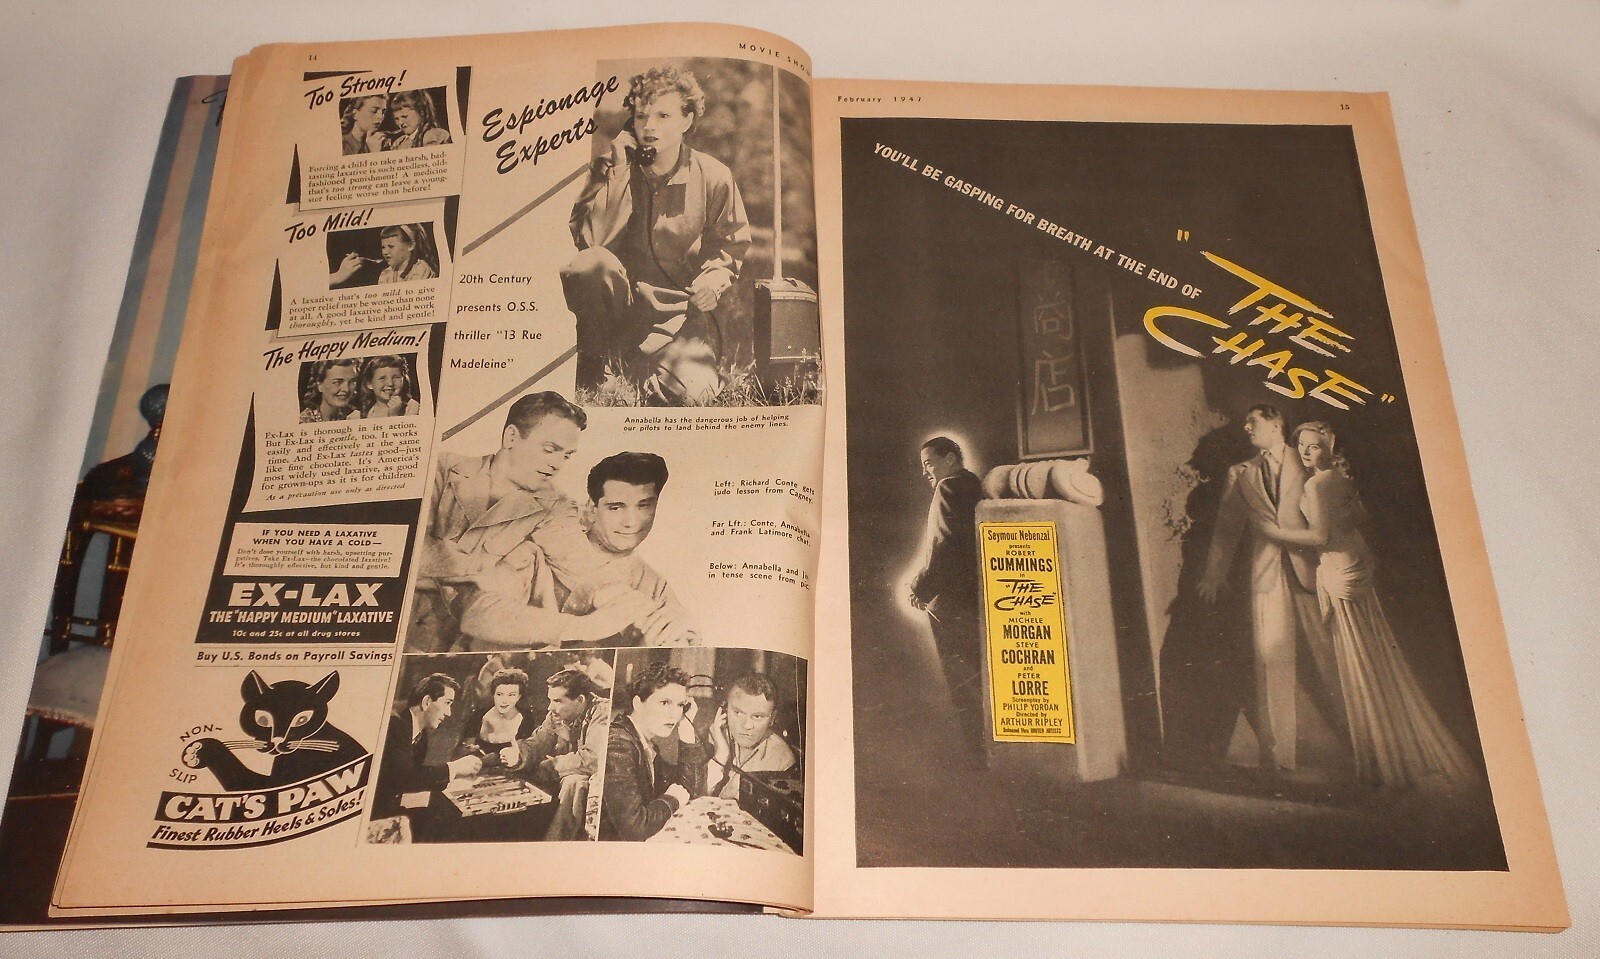 14
MOVIE SHOW
Too Strong!
Forcing a child to take a harsh, bad-
tasting laxative is such needless, old-
fashioned punishment! A medicine
that's too strong can leave a young-
ster feeling worse than before!
Too Mild!
A laxative that's too mild to give
proper relief may be worse than none
at all. A good laxative should work
thoroughly, yet be kind and gentle!
The Happy Medium!
Ex-Lax is thorough in its action.
But Ex-Lax is gentle, too. It works
easily and effectively at the same
time. And Ex-Lax tastes good—just
like fine chocolate. It's America's
most widely used laxative, as good
for grown-ups as it is for children.
As a precaution use only as directed
IF YOU NEED A LAXATIVE
WHEN YOU HAVE A COLD—
Don't dose yourself with harsh, upsetting pur-
gatives. Take Ex-Lax—the chocolated laxative!
It's thoroughly effective, but kind and gentle.
EX-LAX
THE "HAPPY MEDIUM" LAXATIVE
10c and 25c at all drug stores
Buy U.S. Bonds on Payroll Savings
NON-
SLIP
CAT'S PAW
Finest Rubber Heels & Soles!
Espionage
Experts
20th Century
presents O.S.S.
thriller "13 Rue
Madeleine"
Annabella has the dangerous job of helping
our pilots to land behind the enemy lines.
Left: Richard Conte gets
judo lesson from Cagney.
Far Lft.: Conte, Annabella
and Frank Latimore chat.
Below: Annabella and
in tense scene from pic.
February 1947
15
YOU'LL BE GASPING FOR BREATH AT THE END OF
"THE
CHASE"
商店
Seymour Nebenzal
presents
ROBERT
CUMMINGS
in
"THE
CHASE"
with
MICHELE
MORGAN
STEVE
COCHRAN
and
PETER
LORRE
Screenplay by
PHILIP YORDAN
Directed by
ARTHUR RIPLEY
Released thru UNITED ARTISTS